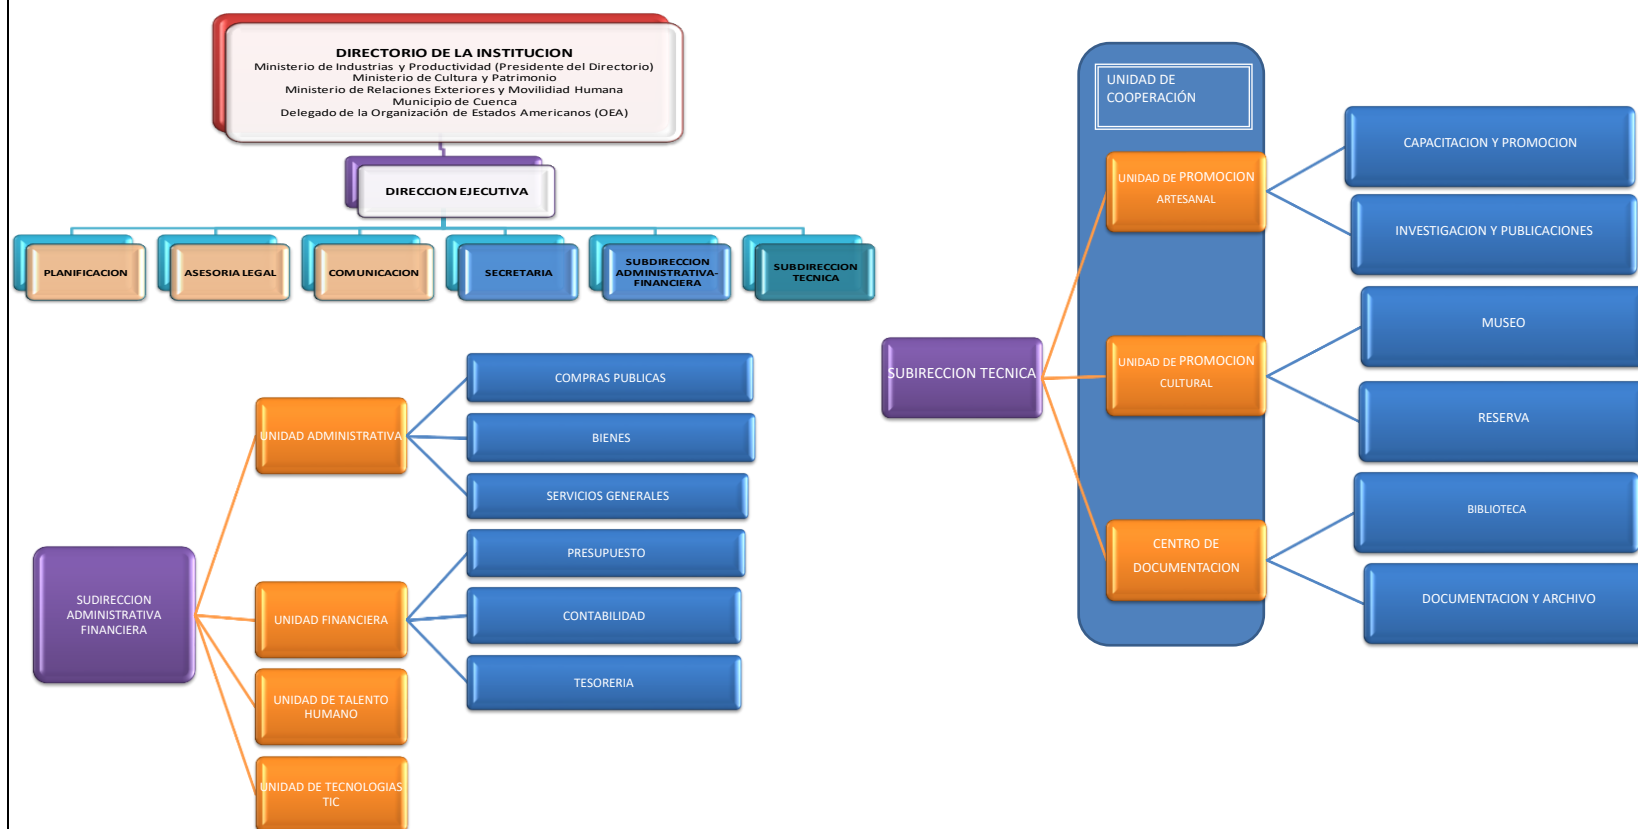 DIRECTORIO DE LA INSTITUCION
Ministerio de Industrias y Productividad (Presidente del Directorio)
Ministerio de Cultura y Patrimonio
Ministerio de Relaciones Exteriores y Movilidiad Humana
Municipio de Cuenca
Delegado de la Organización de Estados Americanos (OEA)
DIRECCION EJECUTIVA
PLANIFICACION
ASESORIA LEGAL
COMUNICACION
SECRETARIA
SUBDIRECCION
ADMINISTRATIVA-
FINANCIERA
SUBDIRECCION
TECNICA
SUDIRECCION
ADMINISTRATIVA
FINANCIERA
UNIDAD ADMINISTRATIVA
COMPRAS PUBLICAS
BIENES
SERVICIOS GENERALES
UNIDAD FINANCIERA
PRESUPUESTO
CONTABILIDAD
TESORERIA
UNIDAD DE TALENTO
HUMANO
UNIDAD DE TECNOLOGIAS
TIC
SUBIRECCION TECNICA
UNIDAD DE
COOPERACIÓN
UNIDAD DE PROMOCION
ARTESANAL
CAPACITACION Y PROMOCION
INVESTIGACION Y PUBLICACIONES
UNIDAD DE PROMOCION
CULTURAL
MUSEO
RESERVA
CENTRO DE
DOCUMENTACION
BIBLIOTECA
DOCUMENTACION Y ARCHIVO